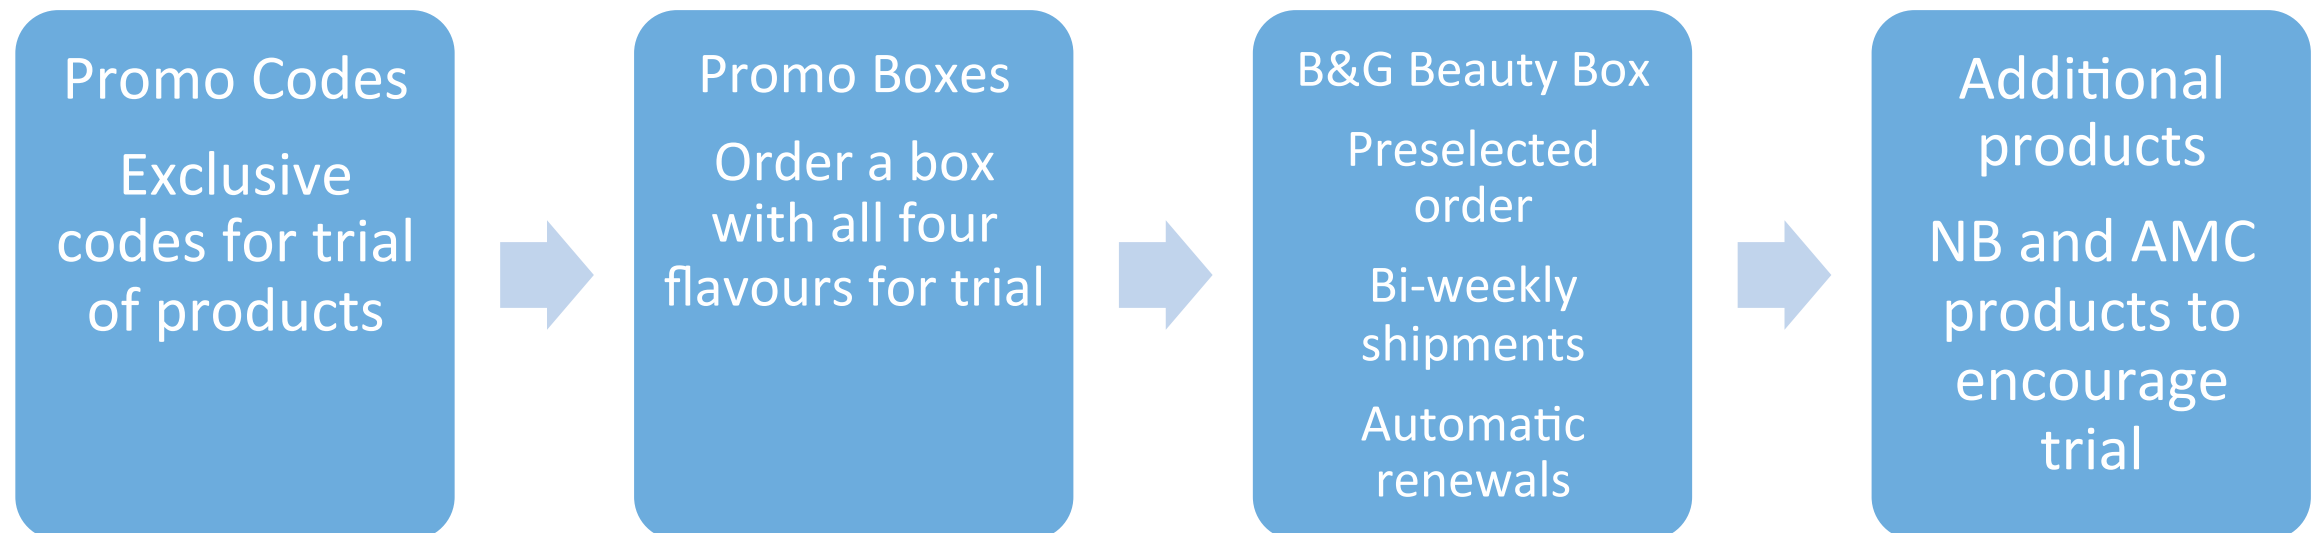 Promo Codes
Exclusive
codes for trial
of products
Promo Boxes
Order a box
with all four
flavours for trial
B&G Beauty Box
Preselected
order
Bi-weekly
shipments
Automatic
renewals
Additional
products
NB and AMC
products to
encourage
trial